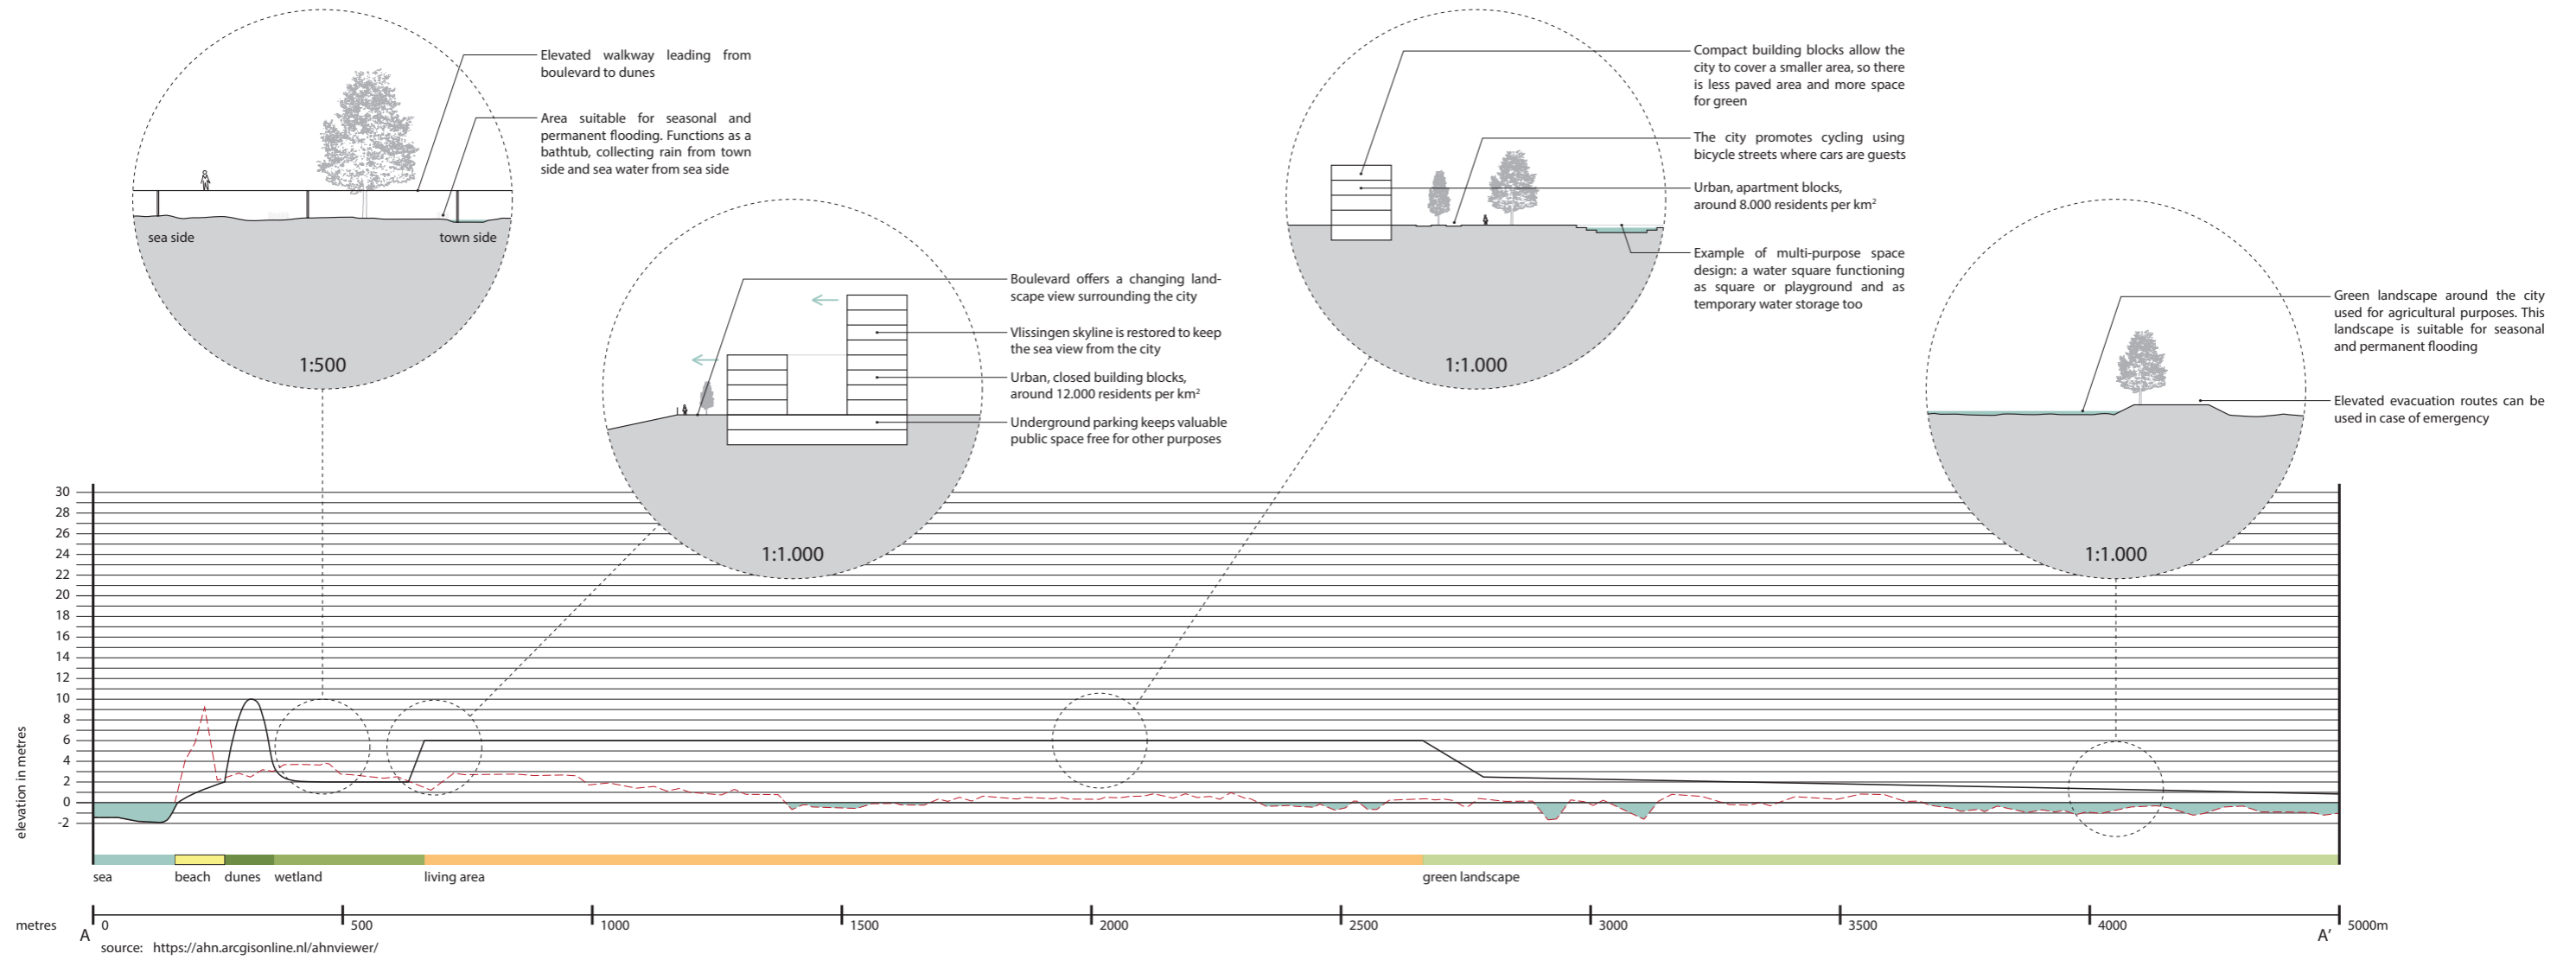 Elevated walkway leading from
boulevard to dunes
Area suitable for seasonal and
permanent flooding. Functions as a
bathtub, collecting rain from town
side and sea water from sea side
sea side
town side
1:500
Boulevard offers a changing land-
scape view surrounding the city
Vlissingen skyline is restored to keep
the sea view from the city
Urban, closed building blocks,
around 12.000 residents per km²
Underground parking keeps valuable
public space free for other purposes
1:1.000
Compact building blocks allow the
city to cover a smaller area, so there
is less paved area and more space
for green
The city promotes cycling using
bicycle streets where cars are guests
Urban, apartment blocks,
around 8.000 residents per km²
Example of multi-purpose space
design: a water square functioning
as square or playground and as
temporary water storage too
1:1.000
Green landscape around the city
used for agricultural purposes. This
landscape is suitable for seasonal
and permanent flooding
Elevated evacuation routes can be
used in case of emergency
1:1.000
elevation in metres
30
28
26
24
22
20
18
16
14
12
10
8
6
4
2
0
-2
sea beach dunes wetland living area green landscape
metres 0 500 1000 1500 2000 2500 3000 3500 4000 5000m
A A'
source: https://ahn.arcgisonline.nl/ahnviewer/